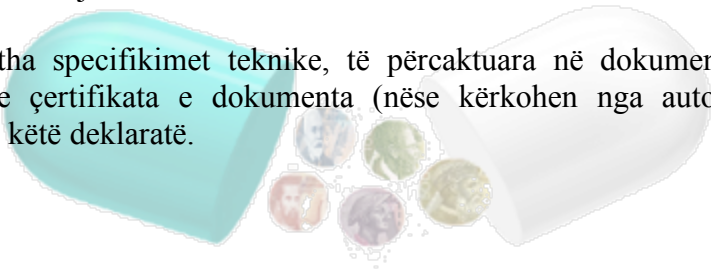 tha specifikimet teknike, të përcaktuara në dokumen
e çertifikata e dokumenta (nëse kërkohen nga auto
këtë deklaratë.